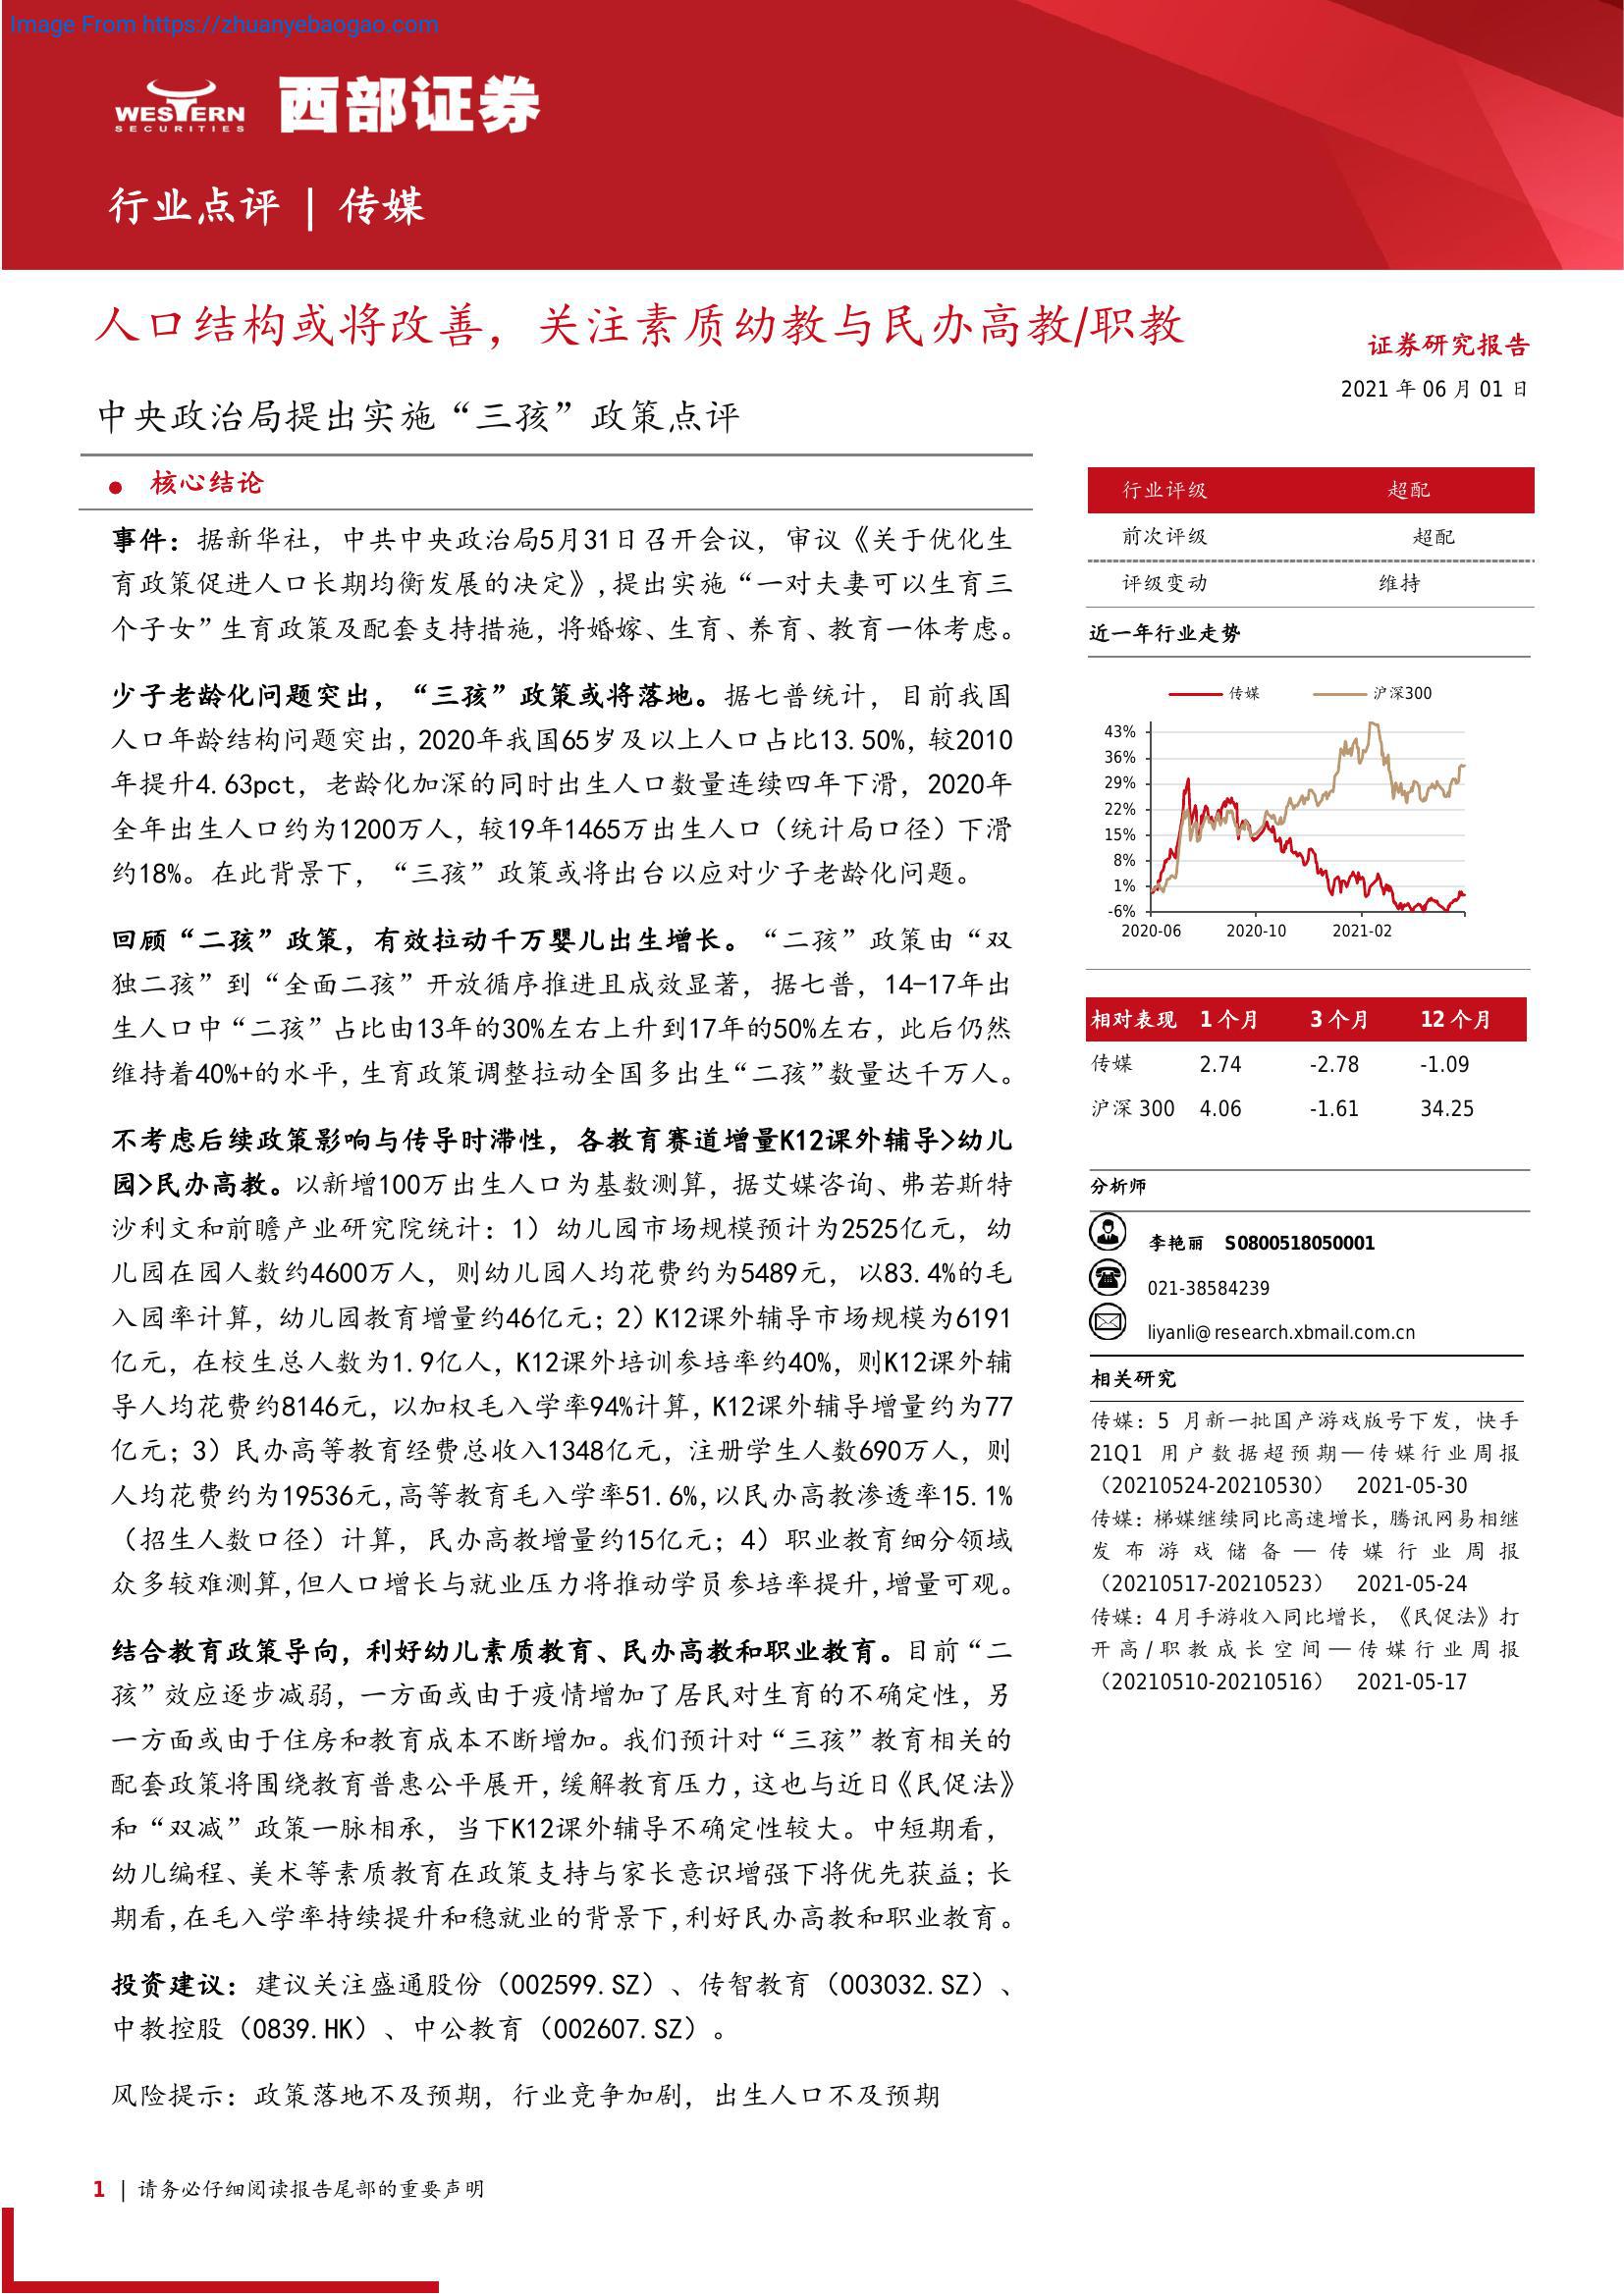 Image From https://zhuanyebaogao.com
WESTERN
SECURITIES
西部证券
行业点评 | 传媒
人口结构或将改善，关注素质幼教与民办高教/职教
中央政治局提出实施“三孩”政策点评
证券研究报告
2021 年 06 月 01 日
● 核心结论
事件：据新华社，中共中央政治局5月31日召开会议，审议《关于优化生
育政策促进人口长期均衡发展的决定》,提出实施“一对夫妻可以生育三
个子女”生育政策及配套支持措施，将婚嫁、生育、养育、教育一体考虑。
少子老龄化问题突出，“三孩”政策或将落地。据七普统计，目前我国
人口年龄结构问题突出，2020年我国65岁及以上人口占比13.50%，较2010
年提升4.63pct，老龄化加深的同时出生人口数量连续四年下滑，2020年
全年出生人口约为1200万人，较19年1465万出生人口（统计局口径）下滑
约18%。在此背景下，“三孩”政策或将出台以应对少子老龄化问题。
回顾“二孩”政策，有效拉动千万婴儿出生增长。“二孩”政策由“双
独二孩”到“全面二孩”开放循序推进且成效显著，据七普，14-17年出
生人口中“二孩”占比由13年的30%左右上升到17年的50%左右，此后仍然
维持着40%+的水平，生育政策调整拉动全国多出生“二孩”数量达千万人。
不考虑后续政策影响与传导时滞性，各教育赛道增量K12课外辅导>幼儿
园>民办高教。以新增100万出生人口为基数测算，据艾媒咨询、弗若斯特
沙利文和前瞻产业研究院统计：1）幼儿园市场规模预计为2525亿元，幼
儿园在园人数约4600万人，则幼儿园人均花费约为5489元，以83.4%的毛
入园率计算，幼儿园教育增量约46亿元；2）K12课外辅导市场规模为6191
亿元，在校生总人数为1.9亿人，K12课外培训参培率约40%，则K12课外辅
导人均花费约8146元，以加权毛入学率94%计算，K12课外辅导增量约为77
亿元；3）民办高等教育经费总收入1348亿元，注册学生人数690万人，则
人均花费约为19536元,高等教育毛入学率51.6%,以民办高教渗透率15.1%
（招生人数口径）计算，民办高教增量约15亿元；4）职业教育细分领域
众多较难测算,但人口增长与就业压力将推动学员参培率提升,增量可观。
结合教育政策导向，利好幼儿素质教育、民办高教和职业教育。目前“二
孩”效应逐步减弱，一方面或由于疫情增加了居民对生育的不确定性，另
一方面或由于住房和教育成本不断增加。我们预计对“三孩”教育相关的
配套政策将围绕教育普惠公平展开，缓解教育压力，这也与近日《民促法》
和“双减”政策一脉相承，当下K12课外辅导不确定性较大。中短期看，
幼儿编程、美术等素质教育在政策支持与家长意识增强下将优先获益；长
期看,在毛入学率持续提升和稳就业的背景下,利好民办高教和职业教育。
投资建议：建议关注盛通股份（002599.SZ）、传智教育（003032.SZ）、
中教控股（0839.HK）、中公教育（002607.SZ）。
风险提示：政策落地不及预期，行业竞争加剧，出生人口不及预期
行业评级 超配
前次评级 超配
评级变动 维持
近一年行业走势
传媒 沪深300
43%
36%
29%
22%
15%
8%
1%
-6%
2020-06 2020-10 2021-02
相对表现 1 个月 3 个月 12 个月
传媒 2.74 -2.78 -1.09
沪深 300 4.06 -1.61 34.25
分析师
李艳丽 S0800518050001
021-38584239
liyanli@research.xbmail.com.cn
相关研究
传媒：5 月新一批国产游戏版号下发，快手
21Q1 用户数据超预期—传媒行业周报
（20210524-20210530） 2021-05-30
传媒：梯媒继续同比高速增长，腾讯网易相继
发布游戏储备—传媒行业周报
（20210517-20210523） 2021-05-24
传媒：4 月手游收入同比增长，《民促法》打
开高/职教成长空间—传媒行业周报
（20210510-20210516） 2021-05-17
1 | 请务必仔细阅读报告尾部的重要声明